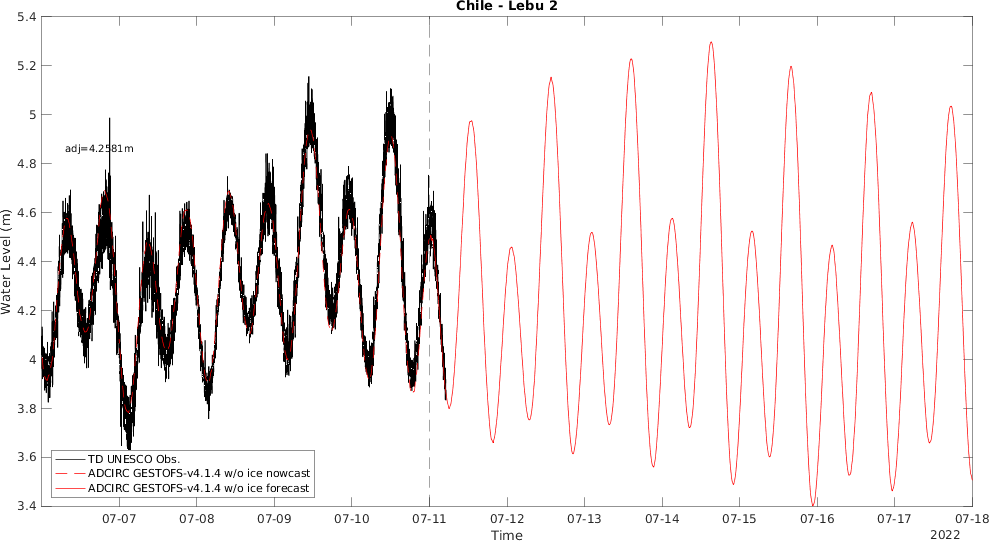 Chile - Lebu 2
5.4
5.2
5
4.8
4.6
4.4
4.2
4
3.8
3.6
3.4
Water Level (m)
adj=4.2581m
TD UNESCO Obs.
ADCIRC GESTOFS-v4.1.4 w/o ice nowcast
ADCIRC GESTOFS-v4.1.4 w/o ice forecast
07-07 07-08 07-09 07-10 07-11 07-12 07-13 07-14 07-15 07-16 07-17 07-18
Time
2022